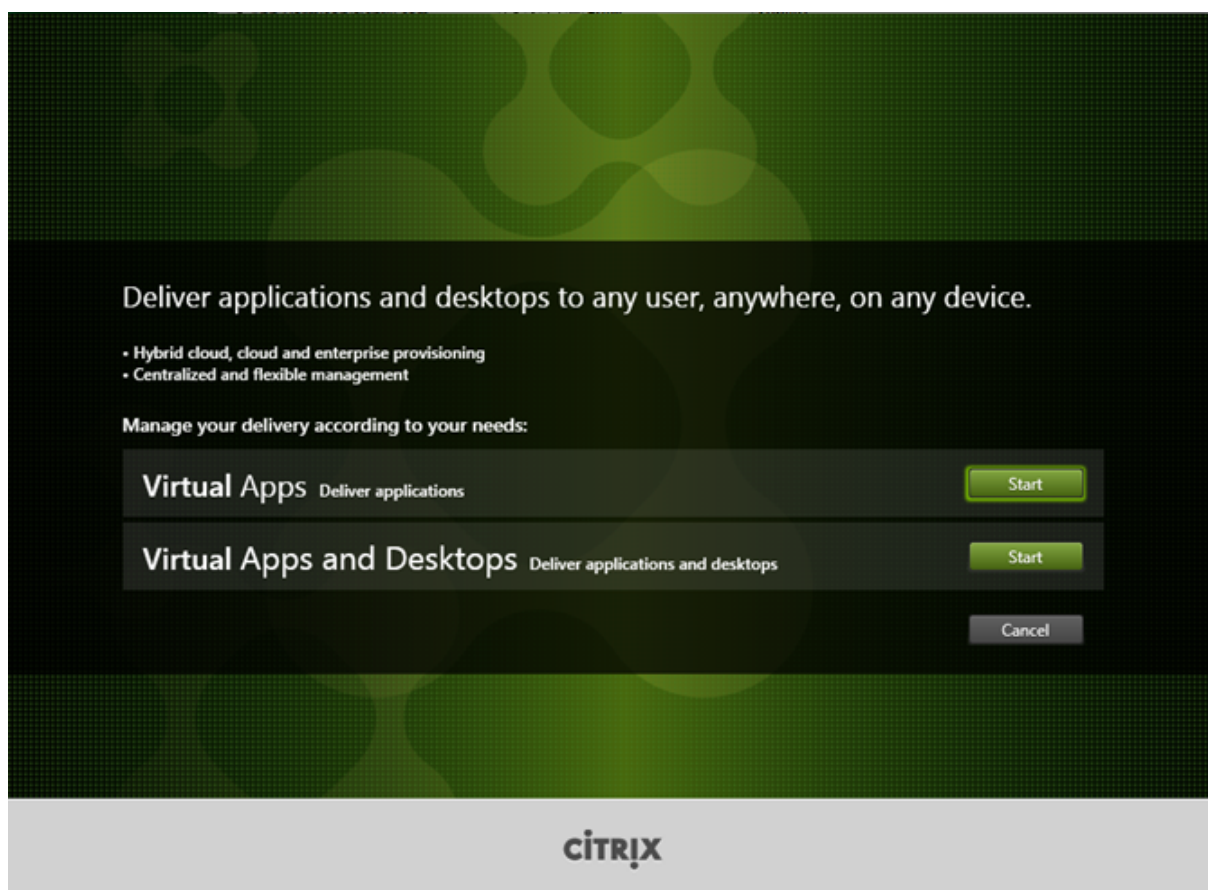 Deliver applications and desktops to any user, anywhere, on any device.
• Hybrid cloud, cloud and enterprise provisioning
• Centralized and flexible management
Manage your delivery according to your needs:
Virtual Apps Deliver applications
Start
Virtual Apps and Desktops Deliver applications and desktops
Start
Cancel
CİTRỊX